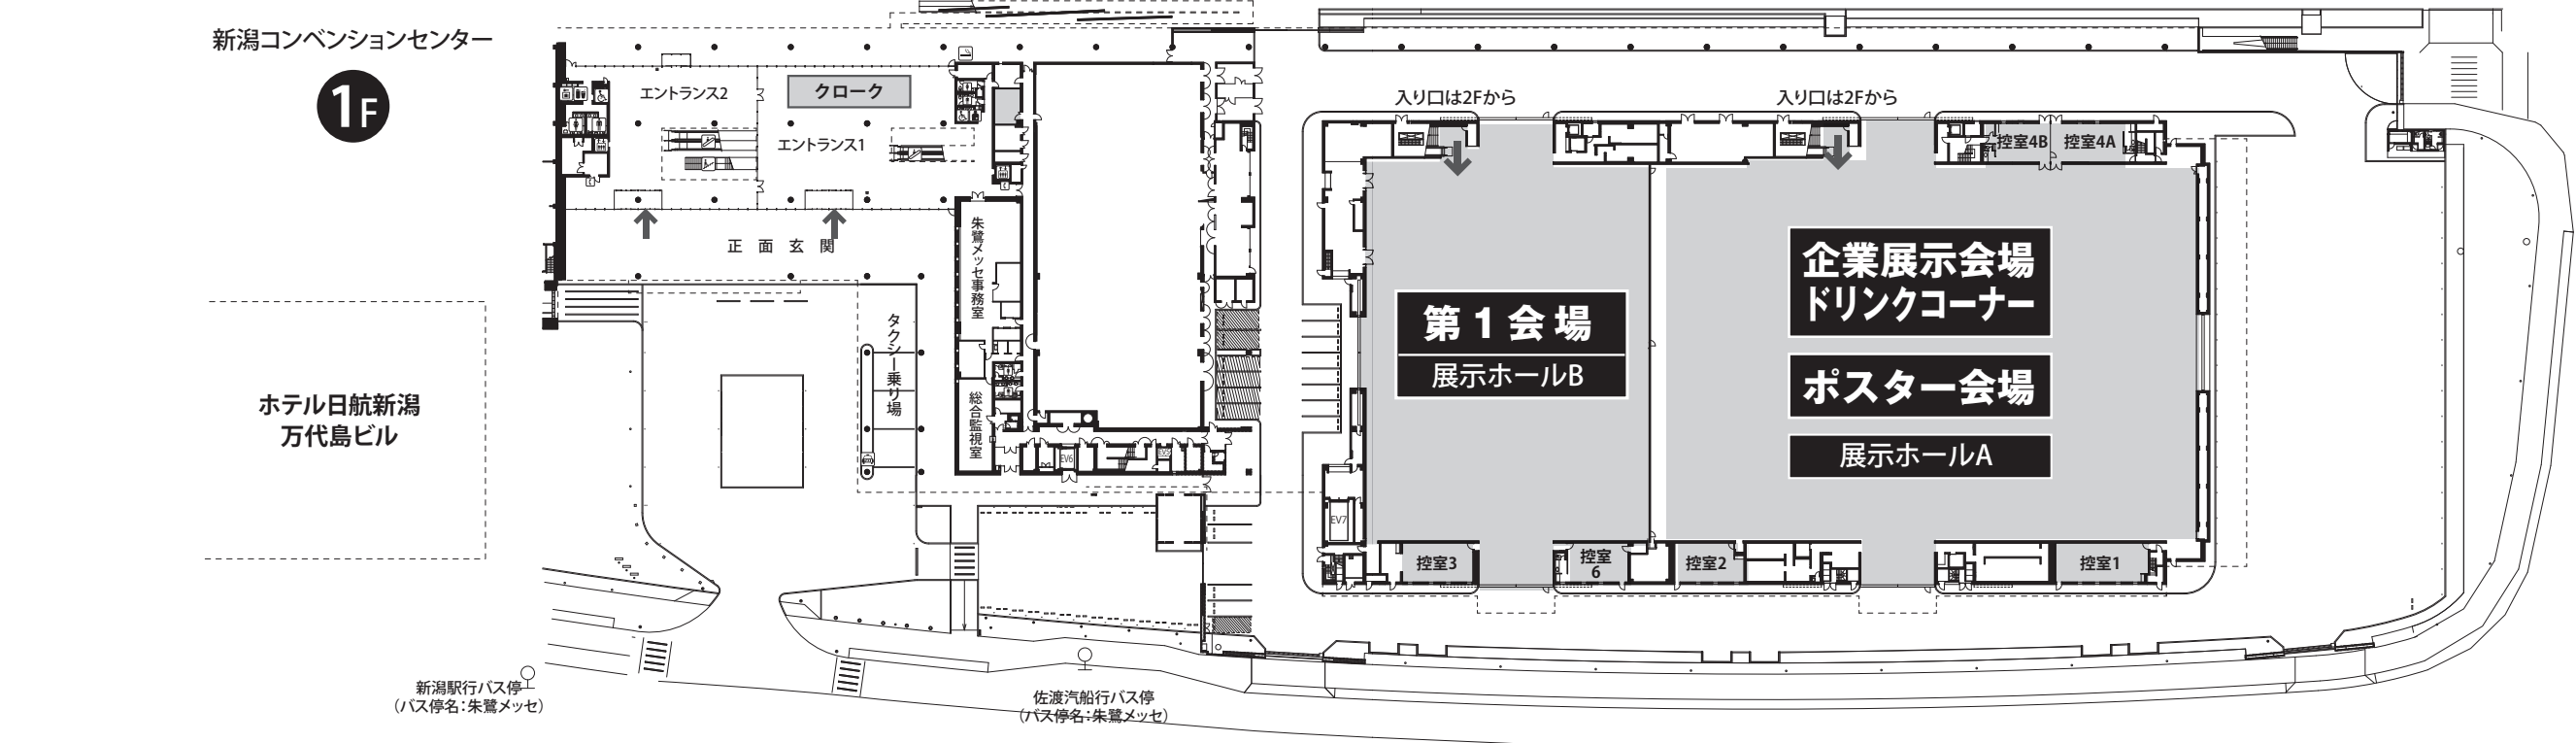 新潟コンベンションセンター
1F
エントランス2
クローク
エントランス1
正面玄関
朱鷺メッセ事務室
タクシー乗り場
総合監視室
EV6
ホテル日航新潟
万代島ビル
新潟駅行バス停
（バス停名：朱鷺メッセ）
佐渡汽船行バス停
（バス停名：朱鷺メッセ）
入り口は2Fから
入り口は2Fから
控室4B
控室4A
第1会場
展示ホールB
企業展示会場
ドリンクコーナー
ポスター会場
展示ホールA
EV7
控室3
控室
6
控室2
控室1